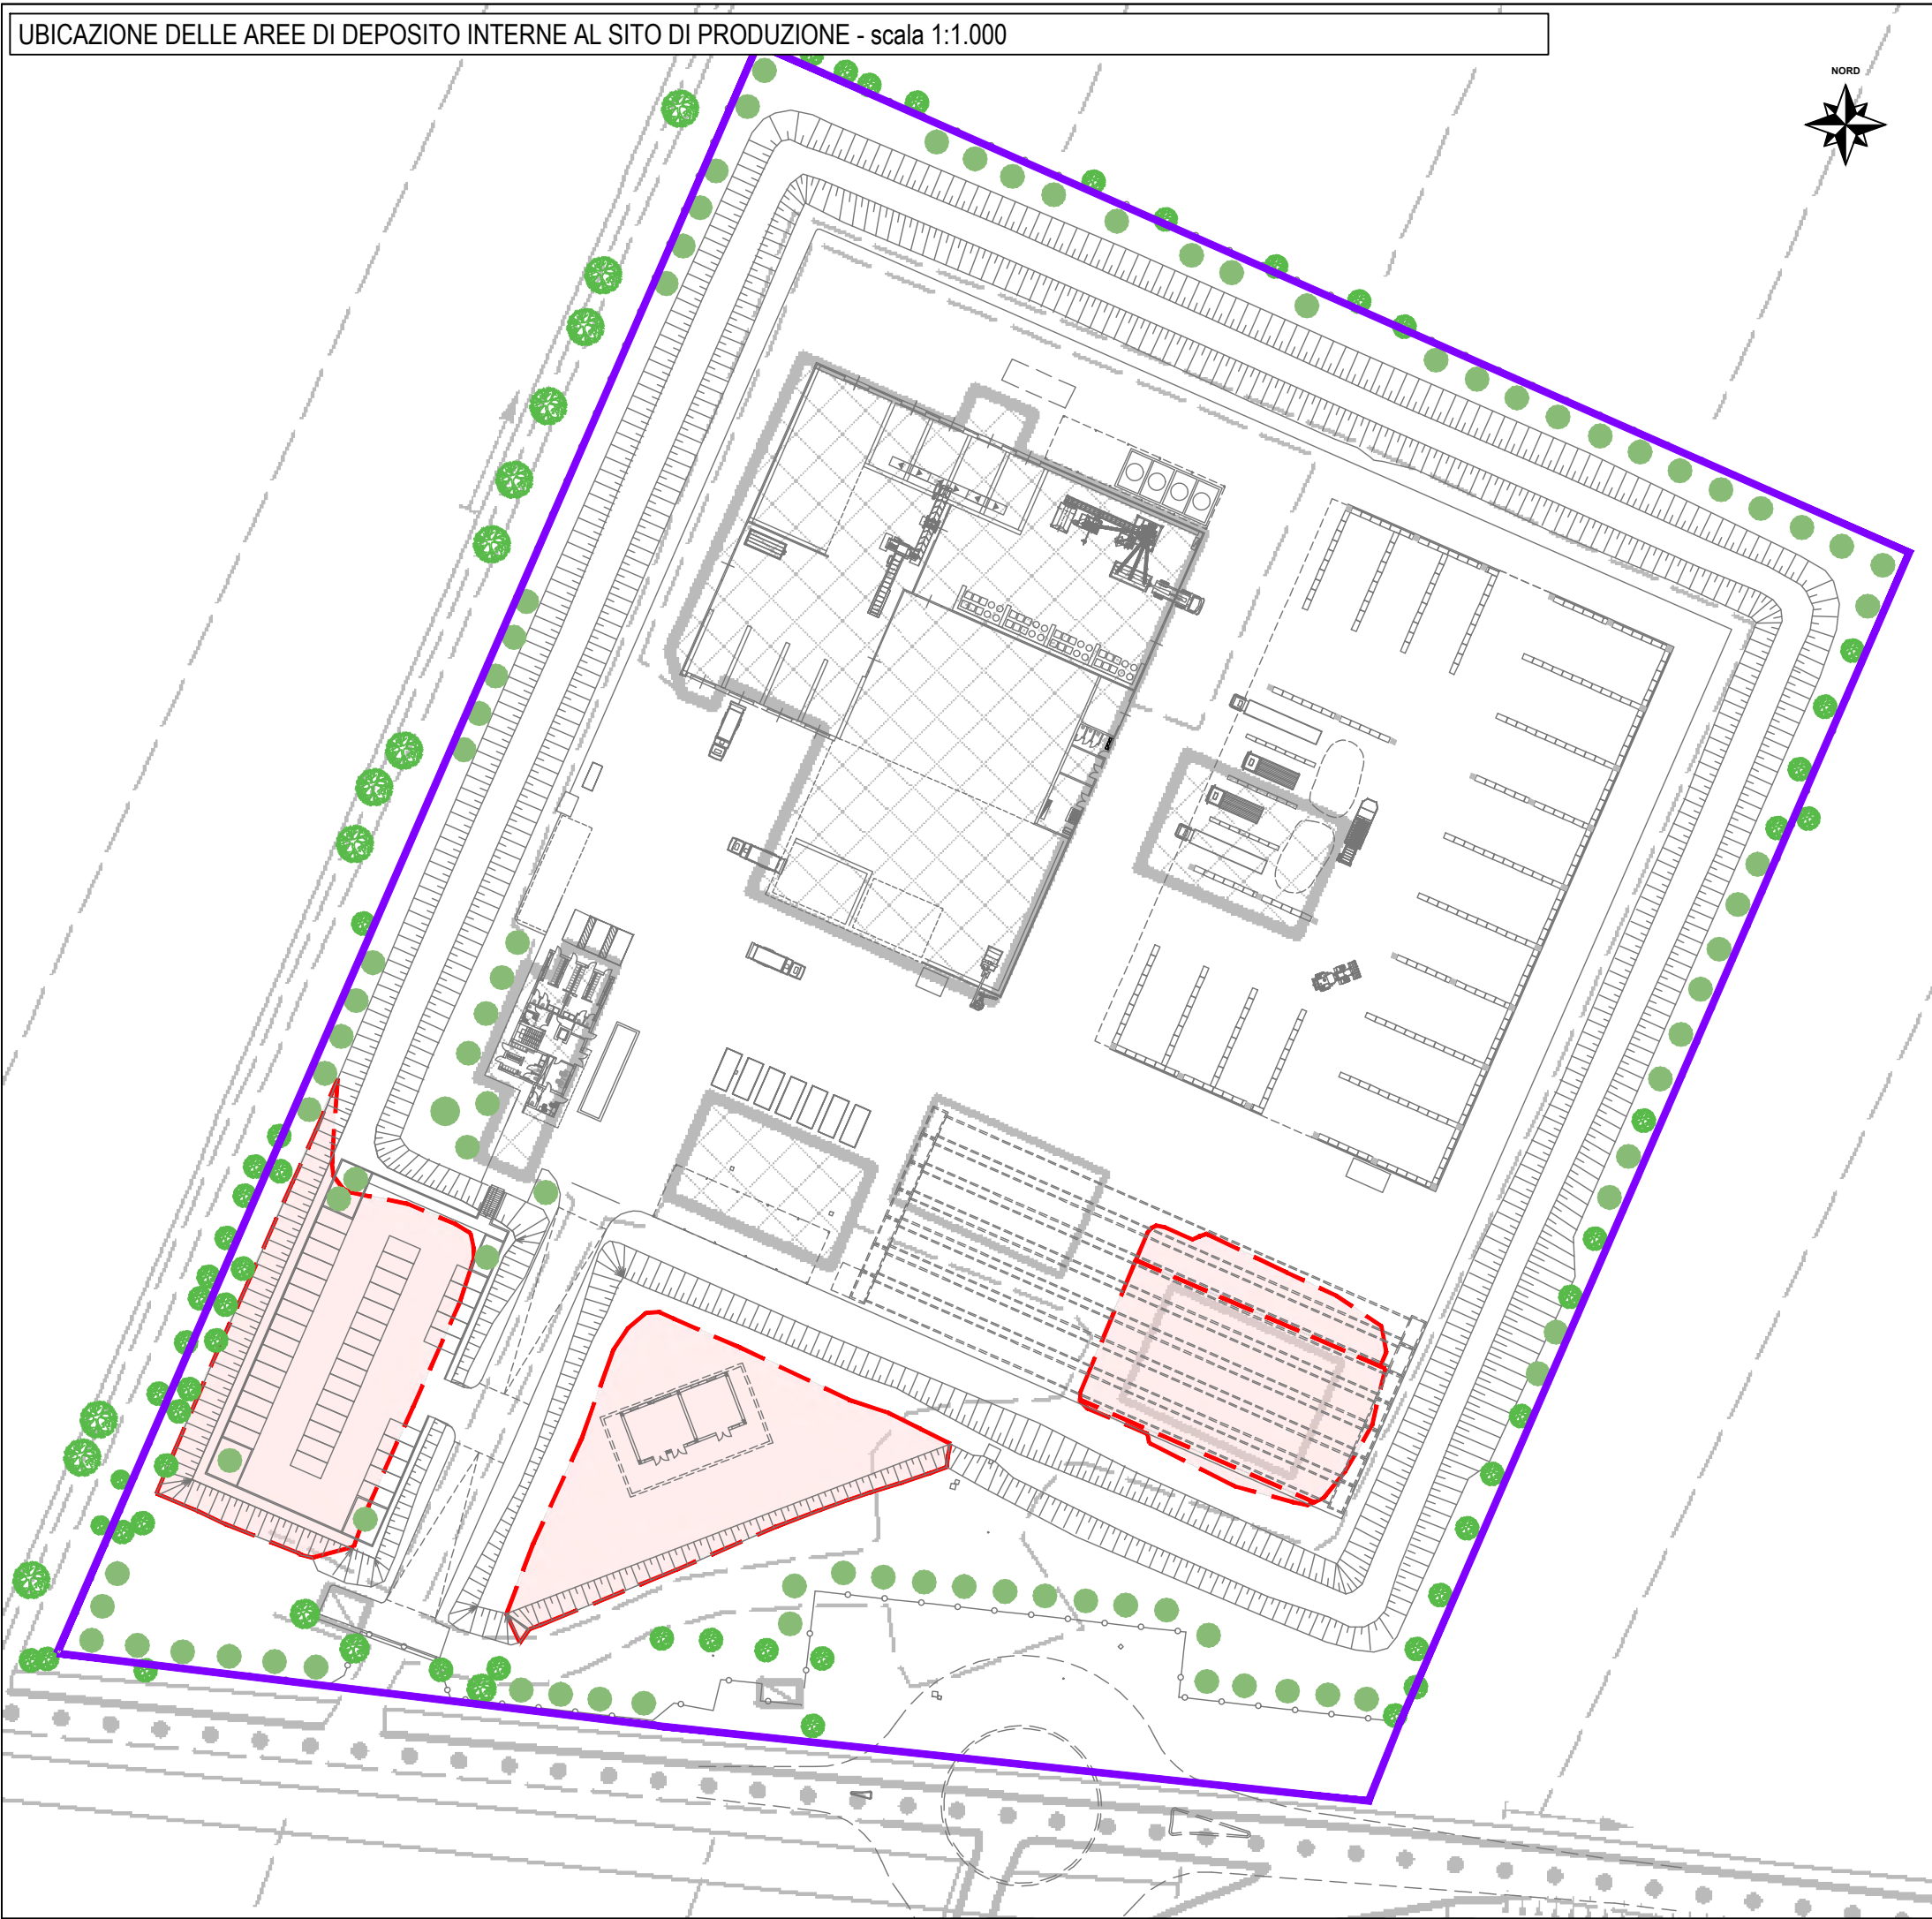 UBICAZIONE DELLE AREE DI DEPOSITO INTERNE AL SITO DI PRODUZIONE - scala 1:1.000
NORD